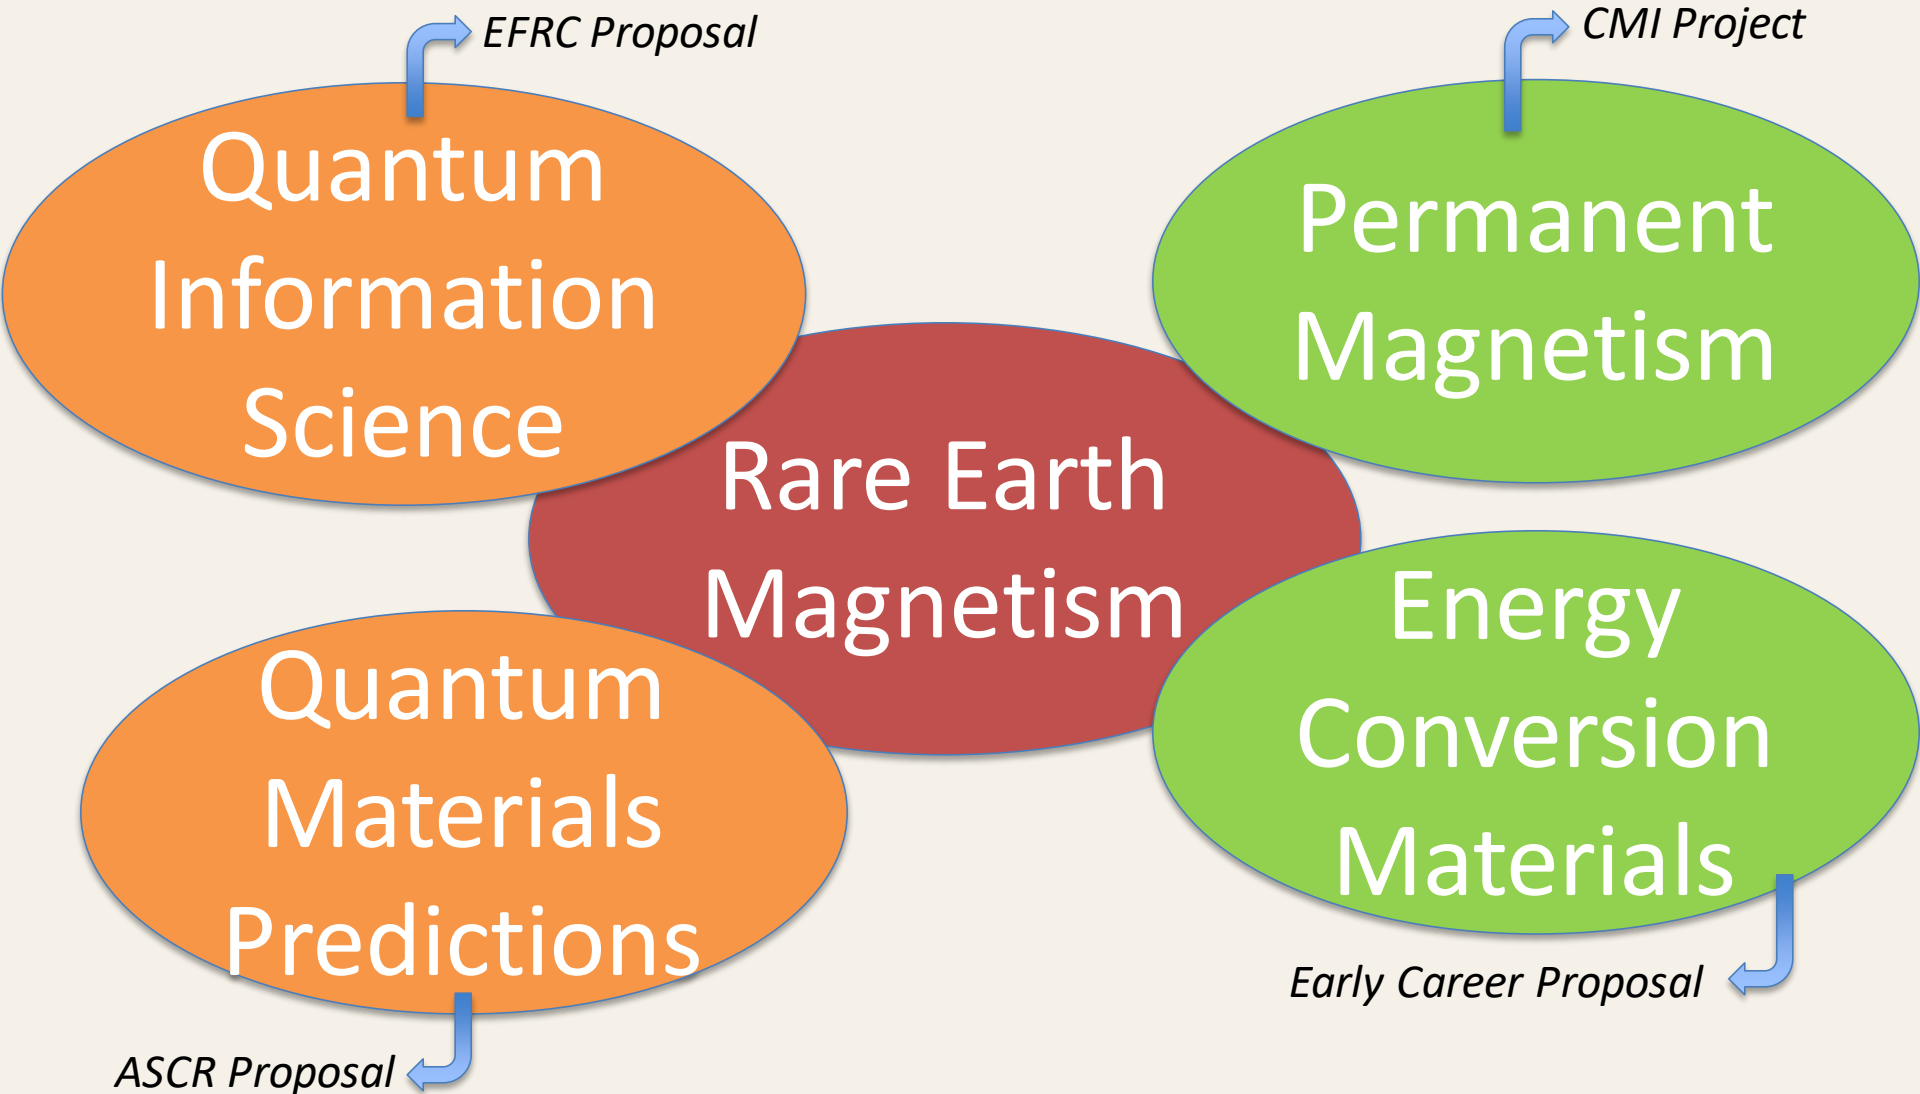 EFRC Proposal
Quantum
Information
Science
CMI Project
Permanent
Magnetism
Rare Earth
Magnetism
Quantum
Materials
Predictions
ASCR Proposal
Energy
Conversion
Materials
Early Career Proposal